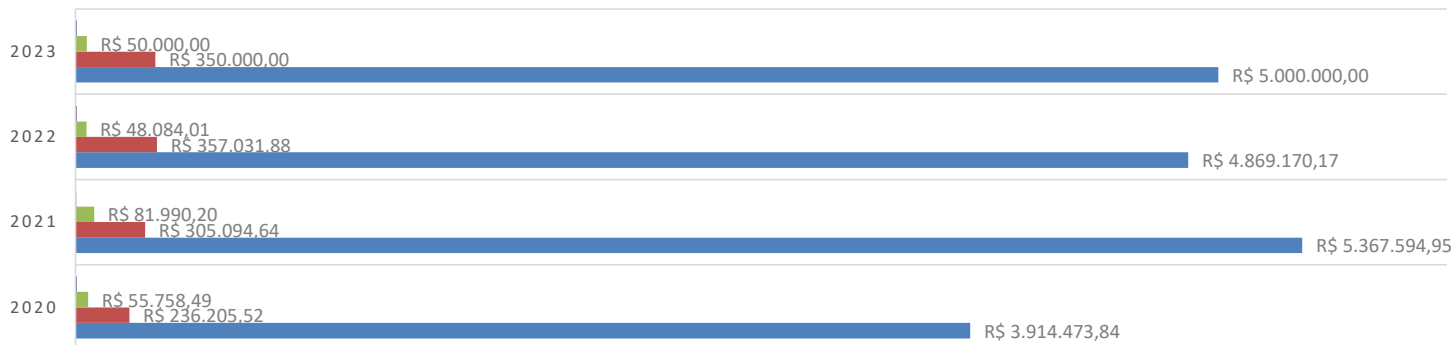 R$ 50.000,00
2023
R$ 350.000,00
R$ 5.000.000,00
R$ 48.084,01
2022
R$ 357.031,88
R$ 4.869.170,17
R$ 81.990,20
2021
R$ 305.094,64
R$ 5.367.594,95
R$ 55.758,49
2020
R$ 236.205,52
R$ 3.914.473,84